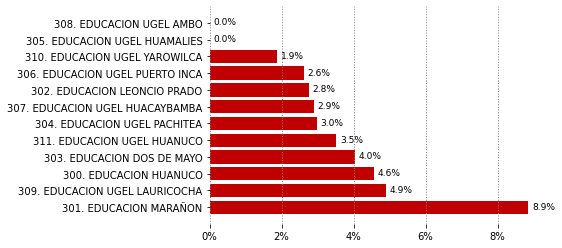 308. EDUCACION UGEL AMBO 0.0%
305. EDUCACION UGEL HUAMALIES 0.0%
310. EDUCACION UGEL YAROWILCA 1.9%
306. EDUCACION UGEL PUERTO INCA 2.6%
302. EDUCACION LEONCIO PRADO 2.8%
307. EDUCACION UGEL HUACAYBAMBA 2.9%
304. EDUCACION UGEL PACHITEA 3.0%
311. EDUCACION UGEL HUANUCO 3.5%
303. EDUCACION DOS DE MAYO 4.0%
300. EDUCACION HUANUCO 4.6%
309. EDUCACION UGEL LAURICOCHA 4.9%
301. EDUCACION MARAÑON 8.9%
0% 2% 4% 6% 8%